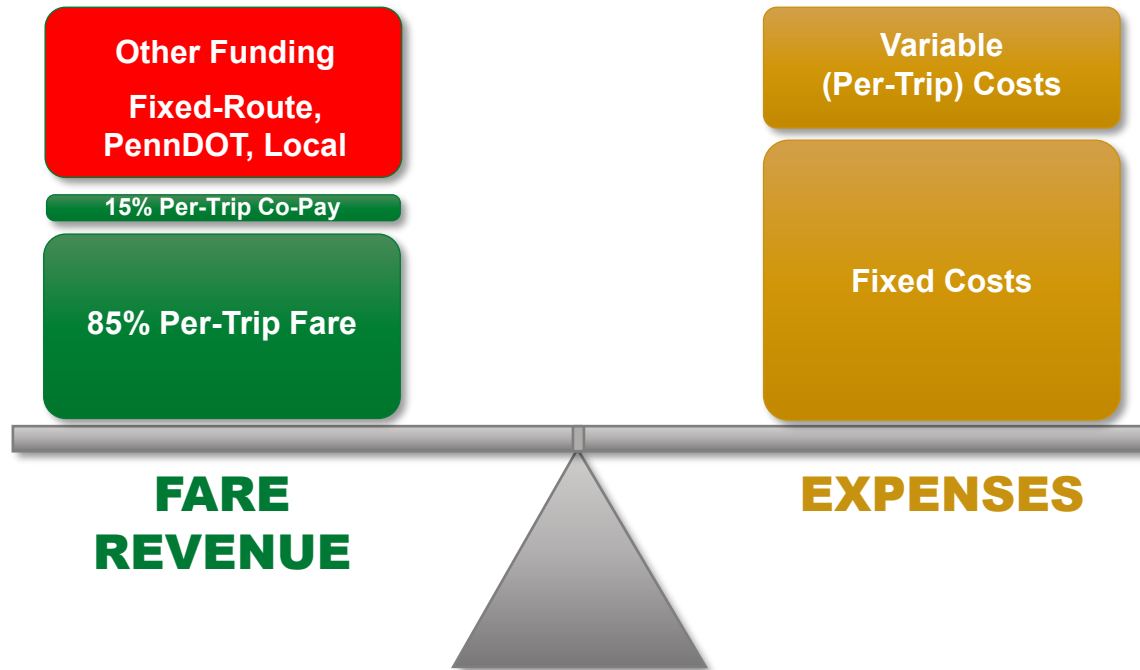 Other Funding
Fixed-Route,
PennDOT, Local
15% Per-Trip Co-Pay
85% Per-Trip Fare
FARE
REVENUE
Variable
(Per-Trip) Costs
Fixed Costs
EXPENSES